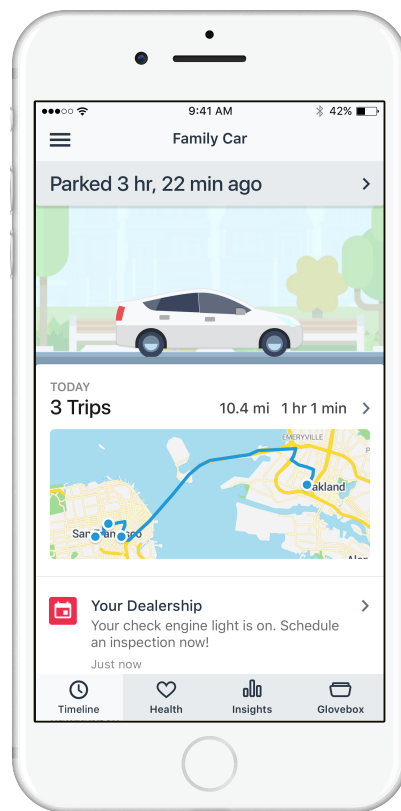 9:41 AM
42%
Family Car
Parked 3 hr, 22 min ago
TODAY
3 Trips 10.4 mi 1 hr 1 min
EMERYVILLE
akland
San
Your Dealership
Your check engine light is on. Schedule
an inspection now!
Just now
Timeline Health Insights Glovebox